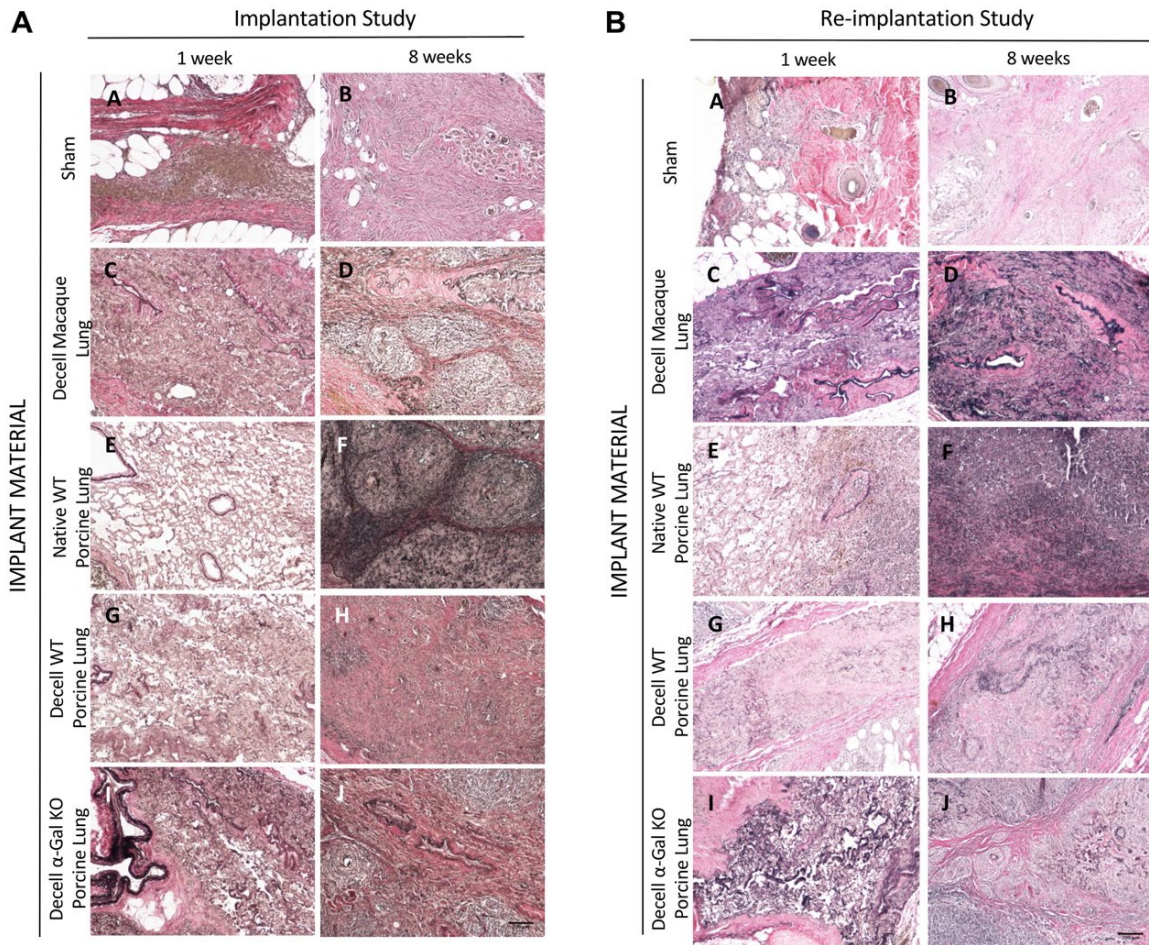 A
Implantation Study
1 week
8 weeks
IMPLANT MATERIAL
Sham
A
B
Decell Macaque
Lung
C
D
Native WT
Porcine Lung
E
F
Decell WT
Porcine Lung
G
H
Decell α-Gal KO
Porcine Lung
I
J
B
Re-implantation Study
1 week
8 weeks
IMPLANT MATERIAL
Sham
A
B
Decell Macaque
Lung
C
D
Native WT
Porcine Lung
E
F
Decell WT
Porcine Lung
G
H
Decell α-Gal KO
Porcine Lung
I
J